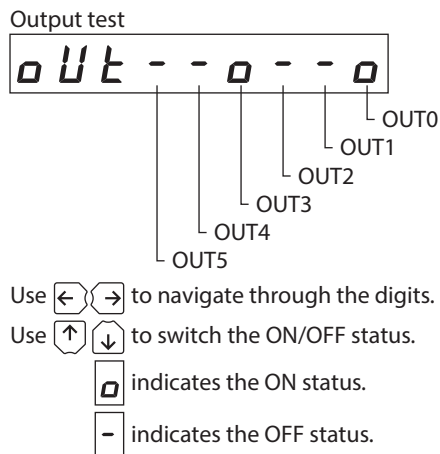 Output test
oUt--o--o
OUT0
OUT1
OUT2
OUT3
OUT4
OUT5
Use ← → to navigate through the digits.
Use ↑ ↓ to switch the ON/OFF status.
o indicates the ON status.
- indicates the OFF status.